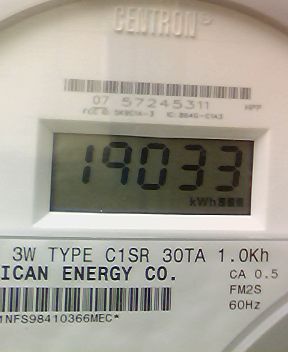 CENTRON
07 57245311
19033
kWh
3W TYPE C1SR 30TA 1.0Kh
ICAN ENERGY CO.
CA 0.5
FM2S
60Hz
1NFS98410366MEC*